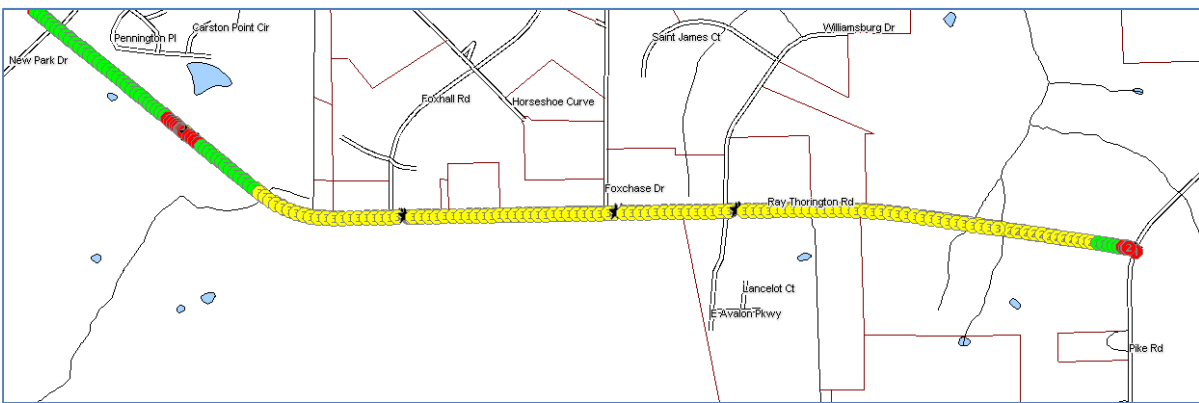 Carston Point Cir
Williamsburg Dr
Pennington Pl
Saint James Ct
New Park Dr
Foxhall Rd
Horseshoe Curve
Foxchase Dr
Ray Thorington Rd
Lancelot Ct
E Avalon Pkwy
Pike Rd